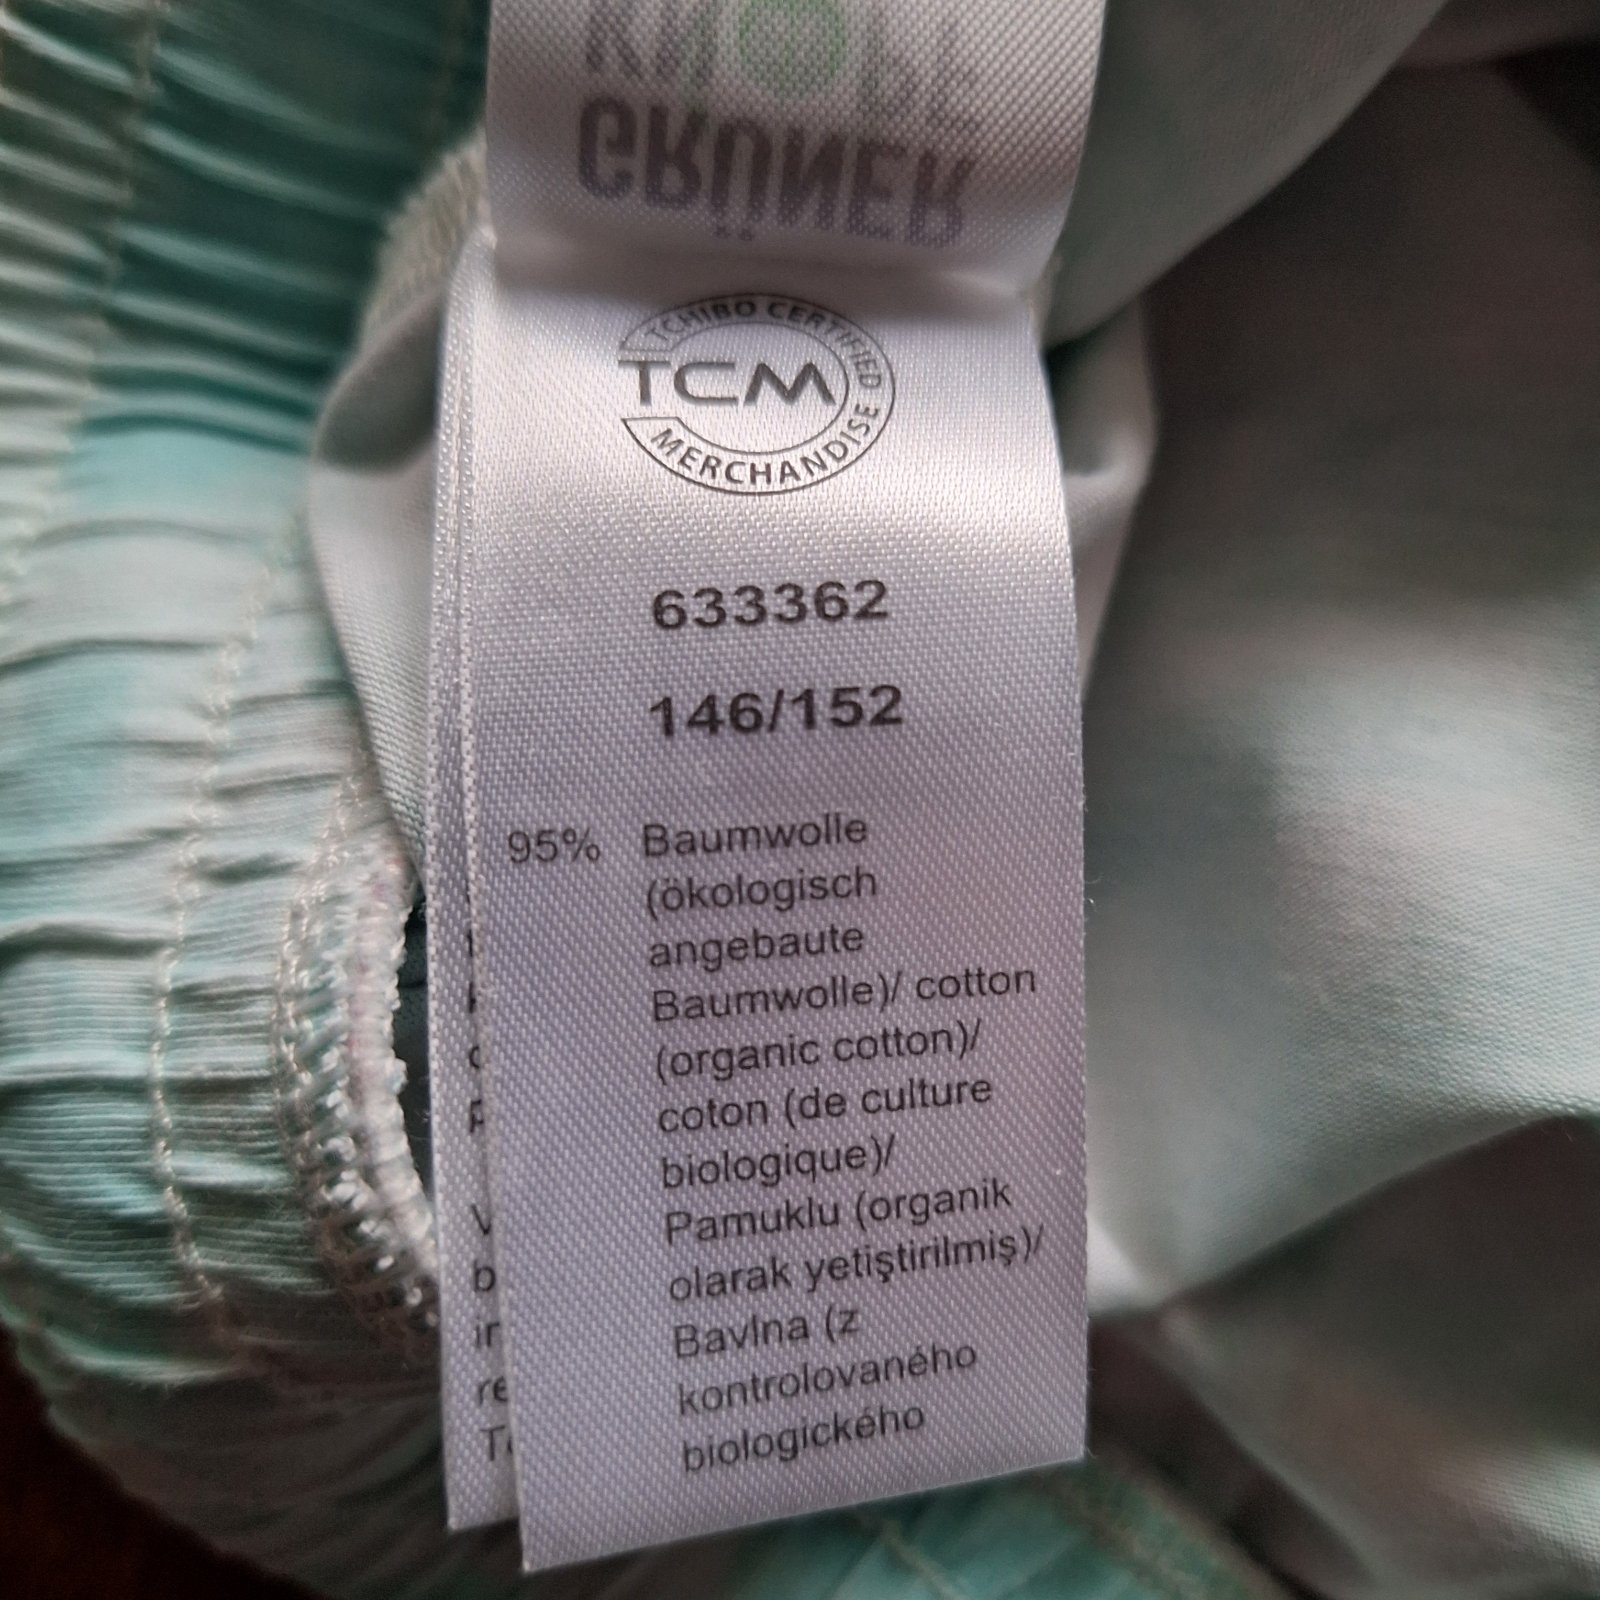 GRÜNER
TCHIBO CERTIFIED
TCM
MERCHANDISE
633362
146/152
95% Baumwolle
(ökologisch
angebaute
Baumwolle)/ cotton
(organic cotton)/
coton (de culture
biologique)/
Pamuklu (organik
olarak yetiştirilmiş)/
Bavlna (z
kontrolovaného
biologického